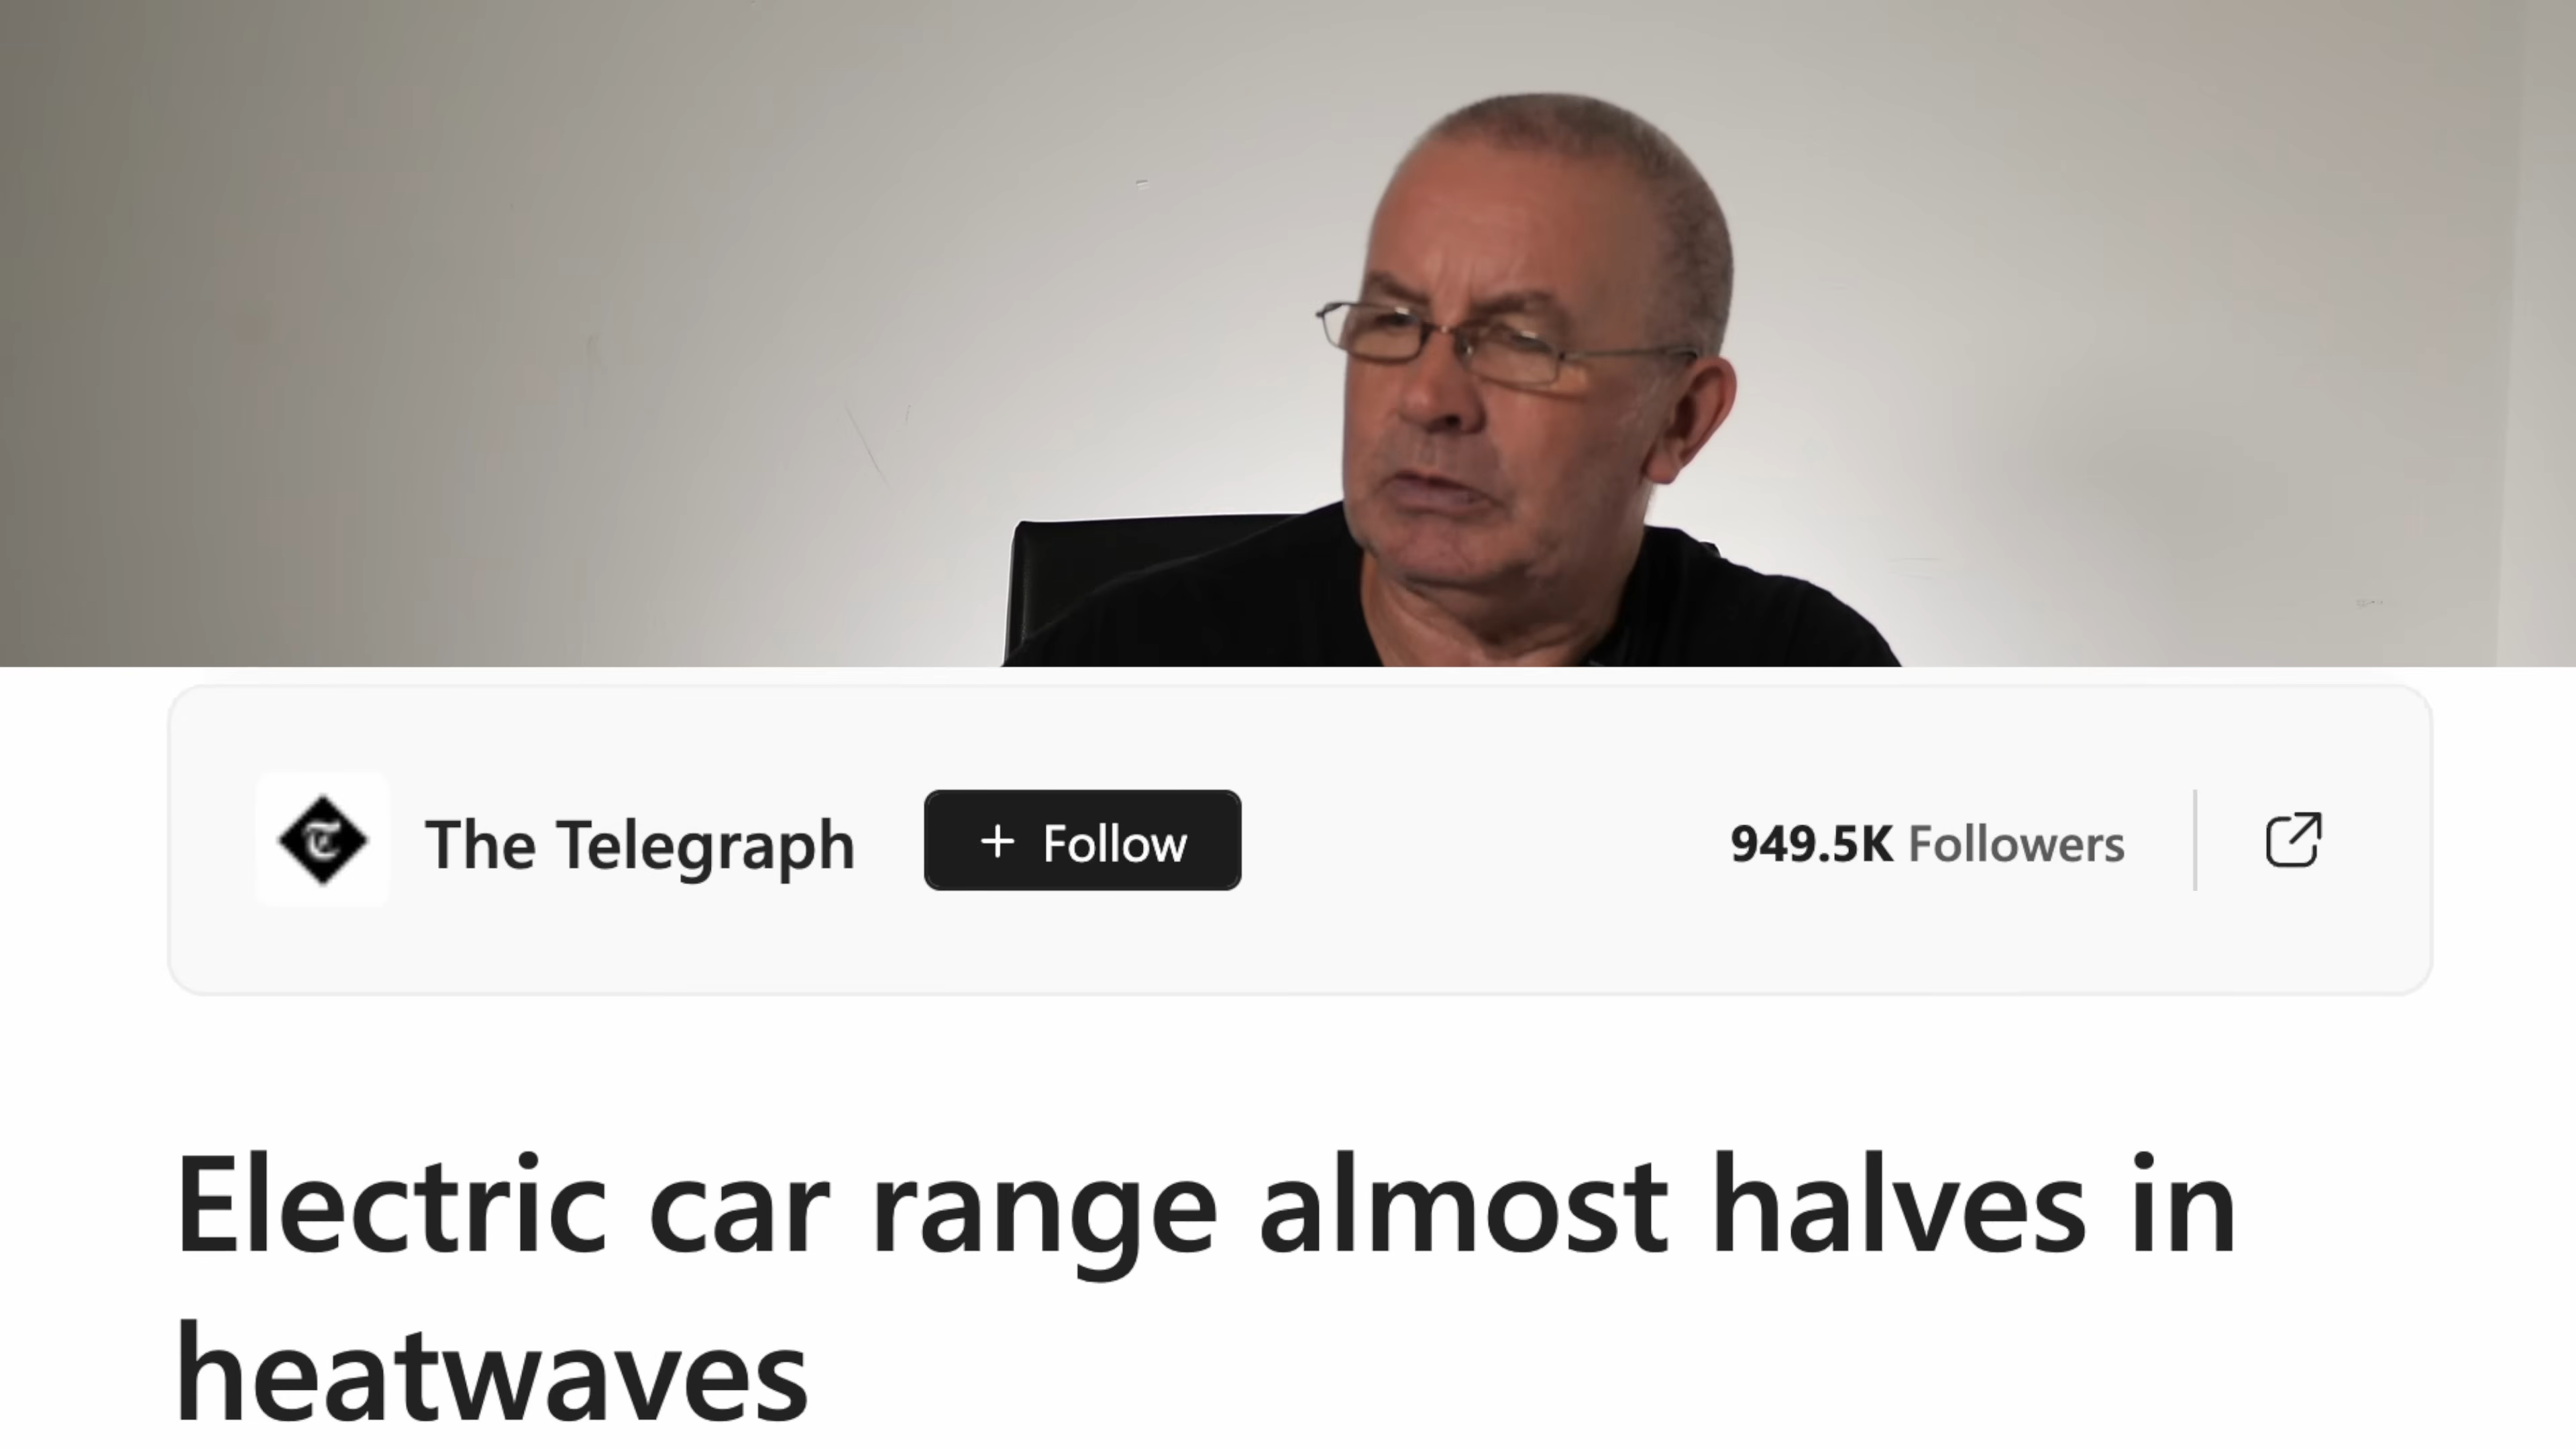 The Telegraph
+ Follow
949.5K Followers
Electric car range almost halves in
heatwaves